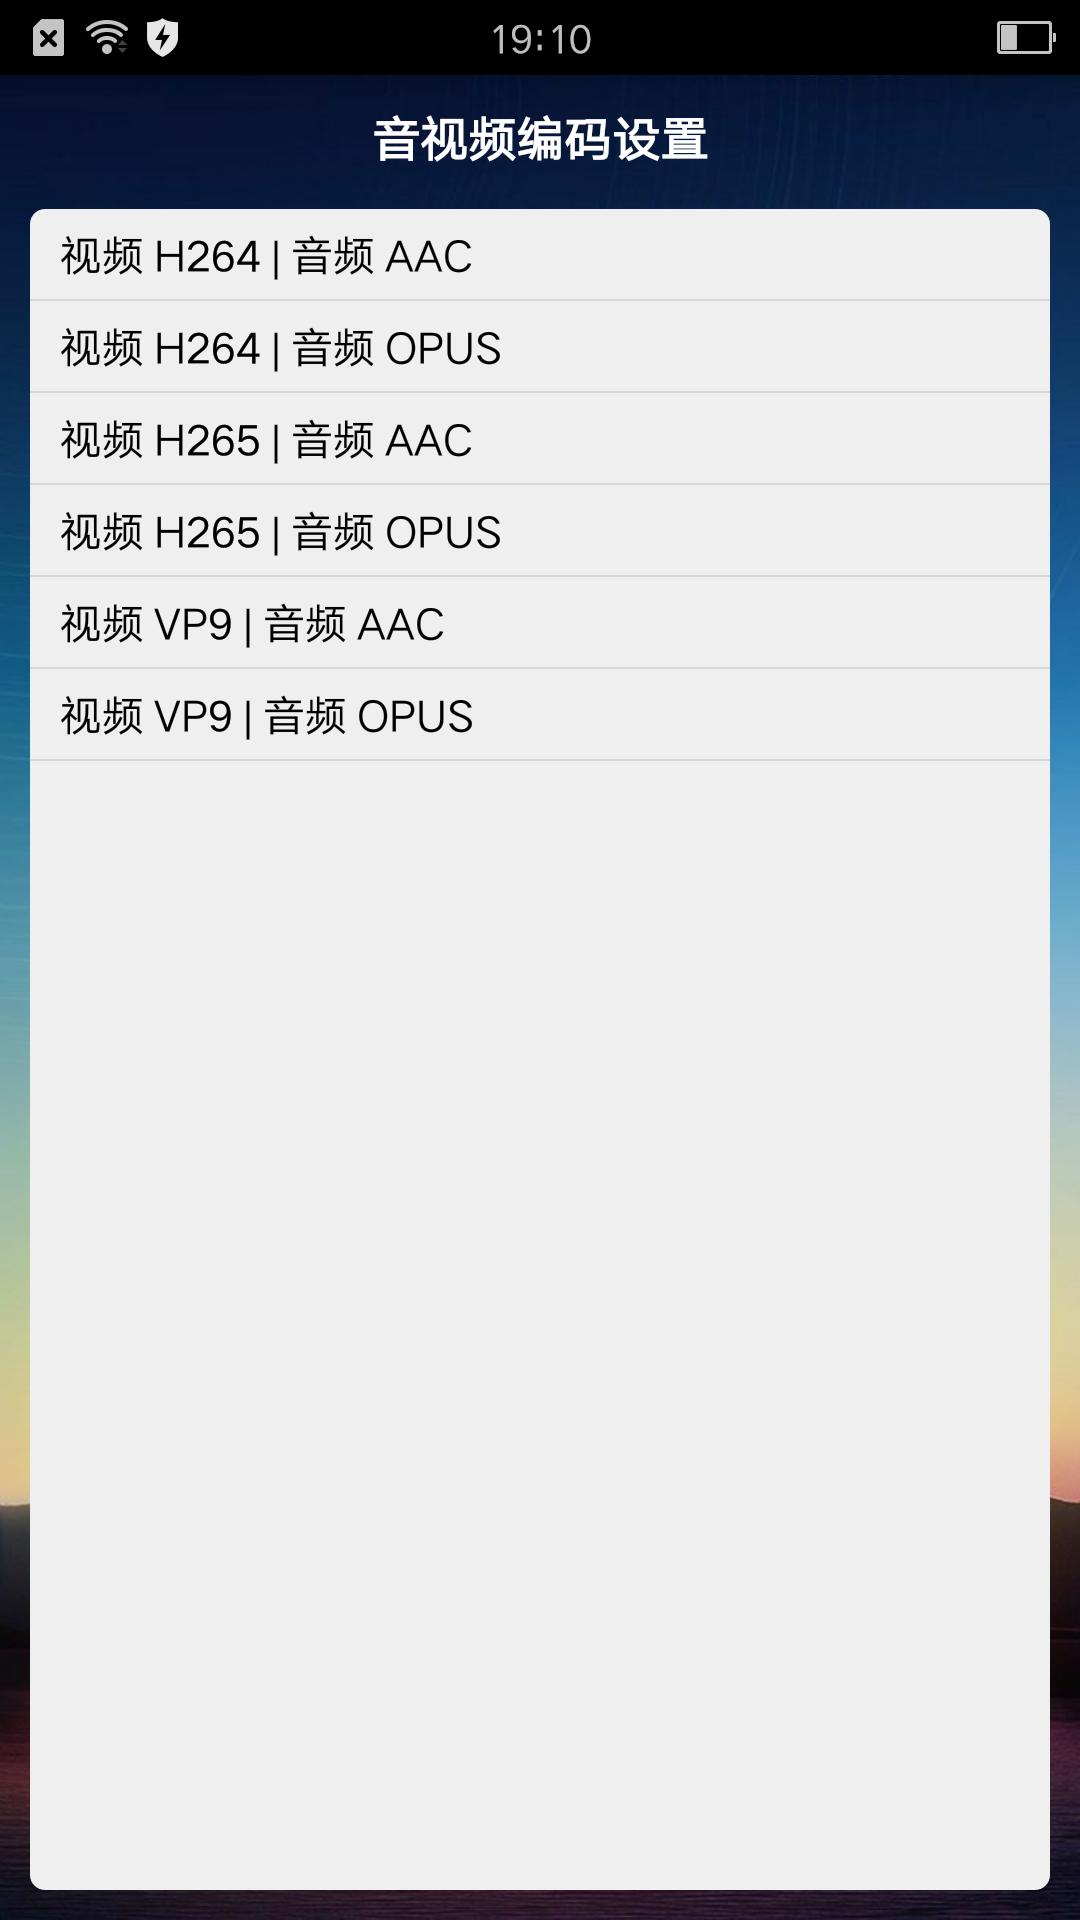 19:10
音视频编码设置
视频 H264 | 音频 AAC
视频 H264 | 音频 OPUS
视频 H265 | 音频 AAC
视频 H265 | 音频 OPUS
视频 VP9 | 音频 AAC
视频 VP9 | 音频 OPUS